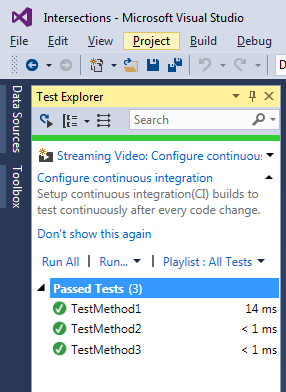 Intersections - Microsoft Visual Studio
File Edit View Project Build Debug
Data Sources
Toolbox
Test Explorer
Search
Streaming Video: Configure continuou
Configure continuous integration
Setup continuous integration(CI) builds to
test continuously after every code change.
Don't show this again
Run All | Run... | Playlist : All Tests
Passed Tests (3)
TestMethod1 14 ms
TestMethod2 < 1 ms
TestMethod3 < 1 ms